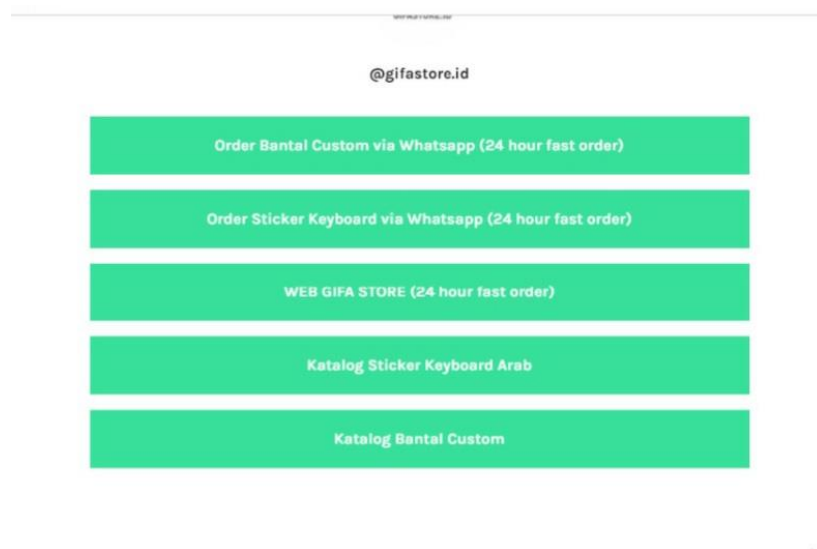 @gifastore.id
Order Bantal Custom via Whatsapp (24 hour fast order)
Order Sticker Keyboard via Whatsapp (24 hour fast order)
WEB GIFA STORE (24 hour fast order)
Katalog Sticker Keyboard Arab
Katalog Bantal Custom